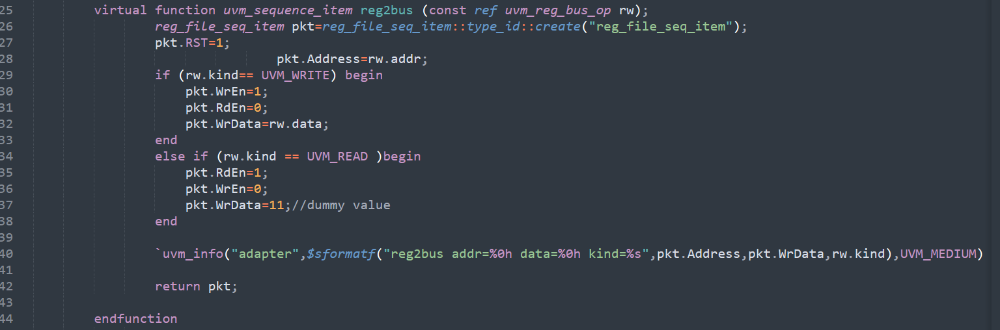 25 virtual function uvm_sequence_item reg2bus (const ref uvm_reg_bus_op rw);
26 reg_file_seq_item pkt=reg_file_seq_item::type_id::create("reg_file_seq_item");
27 pkt.RST=1;
28 pkt.Address=rw.addr;
29 if (rw.kind== UVM_WRITE) begin
30 pkt.WrEn=1;
31 pkt.RdEn=0;
32 pkt.WrData=rw.data;
33 end
34 else if (rw.kind == UVM_READ )begin
35 pkt.RdEn=1;
36 pkt.WrEn=0;
37 pkt.WrData=11;//dummy value
38 end
39
40 `uvm_info("adapter",$sformatf("reg2bus addr=%0h data=%0h kind=%s",pkt.Address,pkt.WrData,rw.kind),UVM_MEDIUM)
41
42 return pkt;
43
44 endfunction